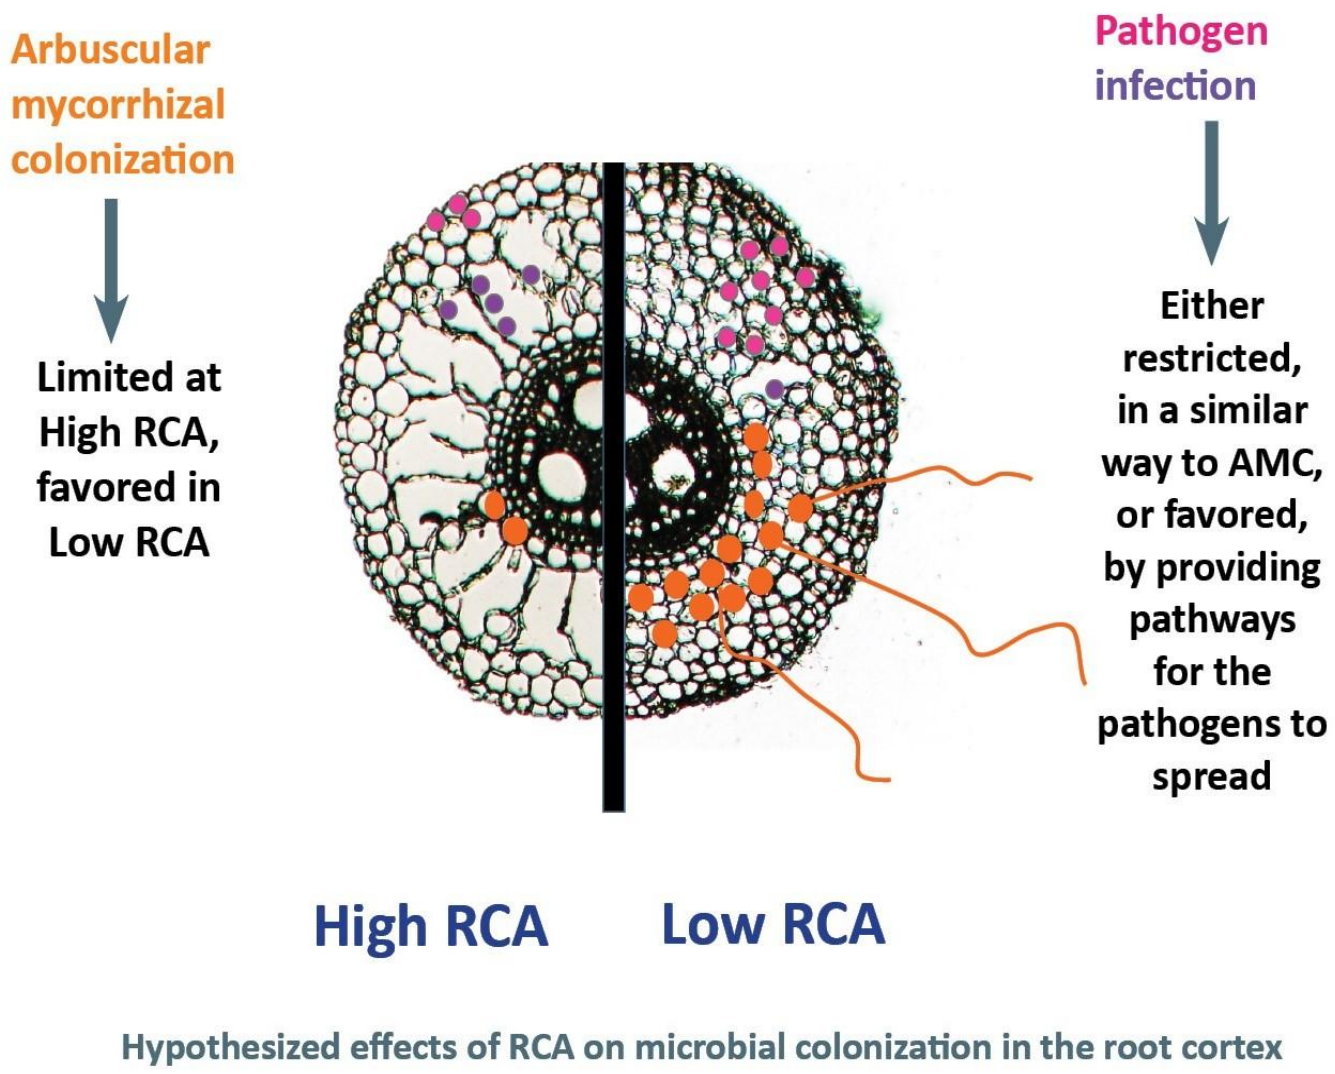 Arbuscular
mycorrhizal
colonization
Limited at
High RCA,
favored in
Low RCA
Pathogen
infection
Either
restricted,
in a similar
way to AMC,
or favored,
by providing
pathways
for the
pathogens to
spread
High RCA
Low RCA
Hypothesized effects of RCA on microbial colonization in the root cortex